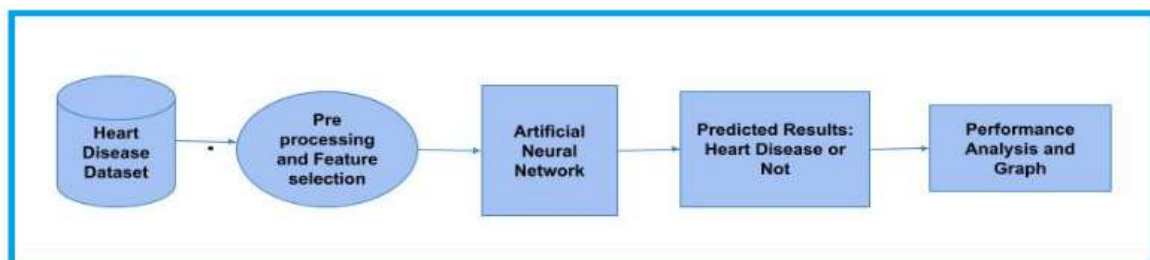 Heart
Disease
Dataset
Pre
processing
and Feature
selection
Artificial
Neural
Network
Predicted Results:
Heart Disease or
Not
Performance
Analysis and
Graph